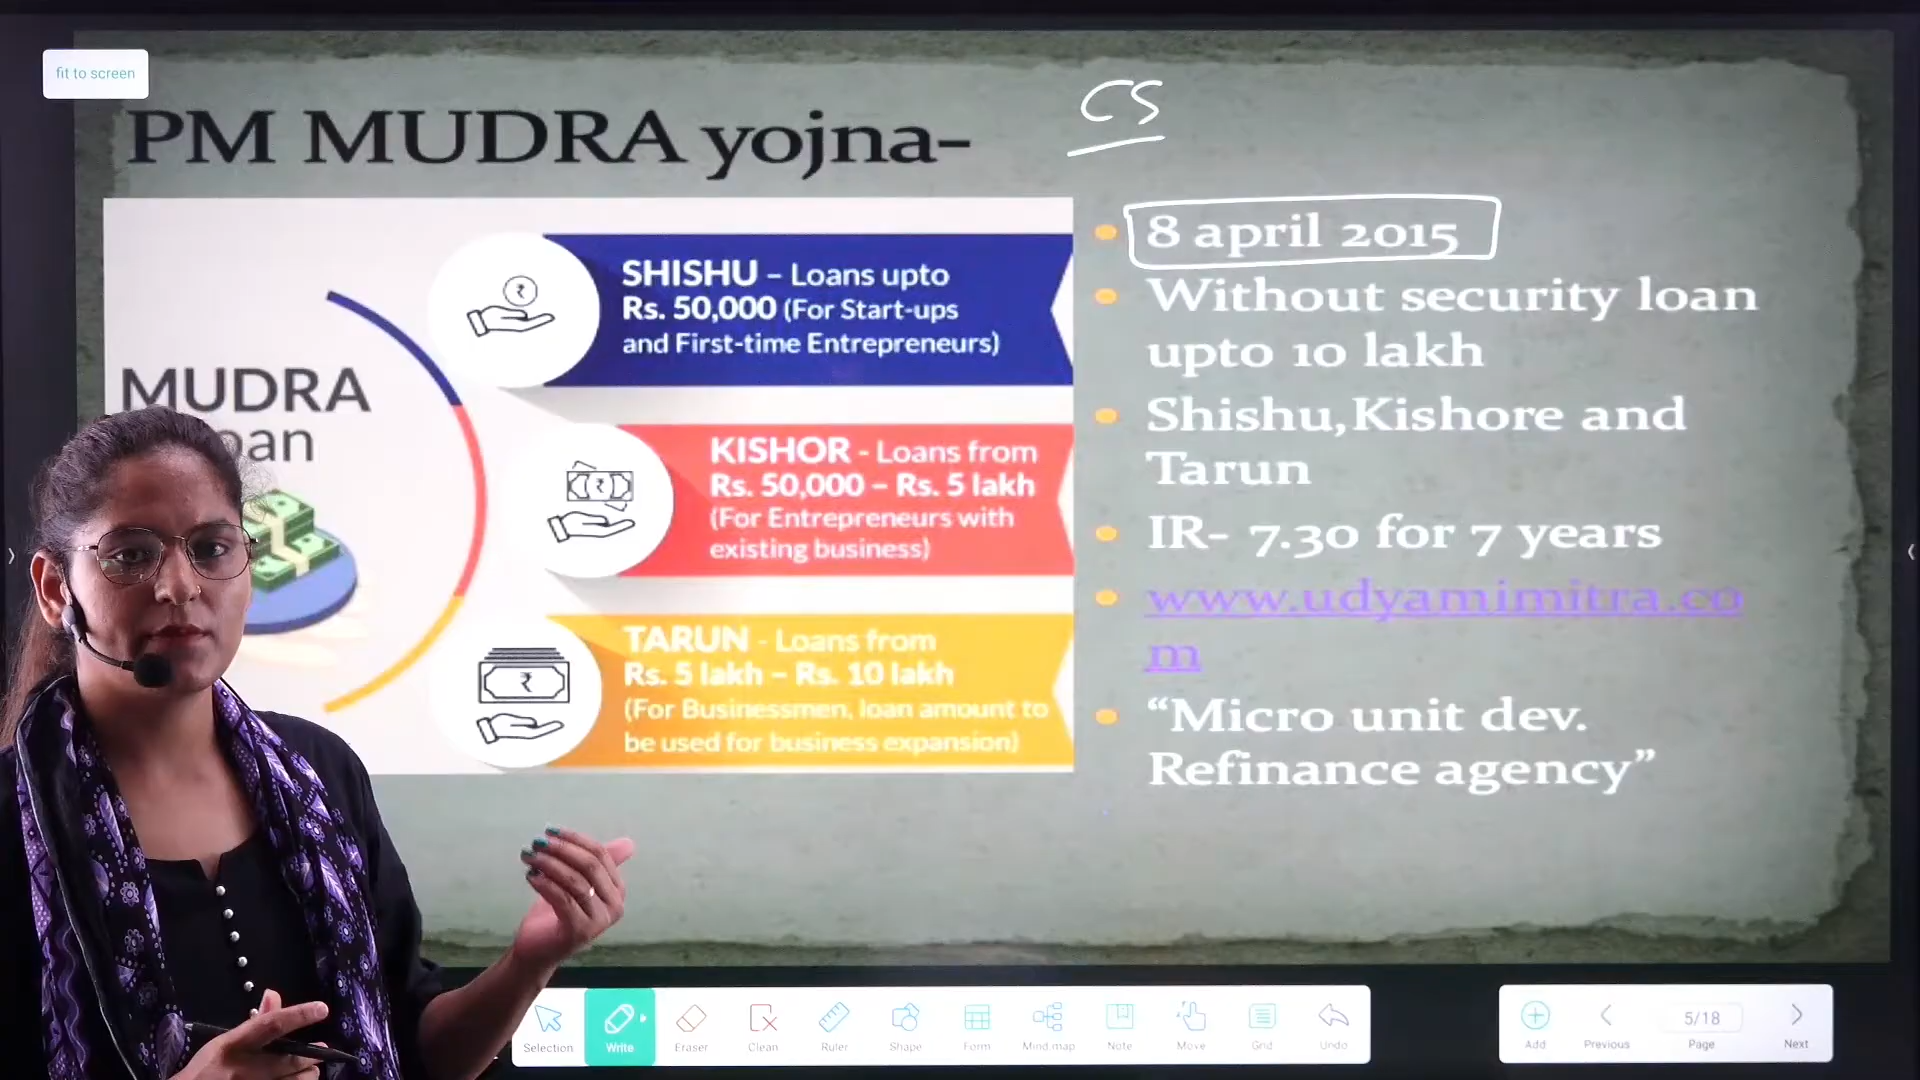 fit to screen
PM MUDRA yojna-
CS
MUDRA
SHISHU – Loans upto
Rs. 50,000 (For Start-ups
and First-time Entrepreneurs)
KISHOR - Loans from
Rs. 50,000 – Rs. 5 lakh
(For Entrepreneurs with
existing business)
TARUN - Loans from
Rs. 5 lakh – Rs. 10 lakh
(For Businessmen, loan amount to
be used for business expansion)
8 april 2015
Without security loan
upto 10 lakh
Shishu,Kishore and
Tarun
IR- 7.30 for 7 years
www.udyamimitra.co
m
“Micro unit dev.
Refinance agency”
Selection Write Eraser Clean Ruler Shape Form Mind map Note Move Grid Undo
5/18
Add Previous Page Next